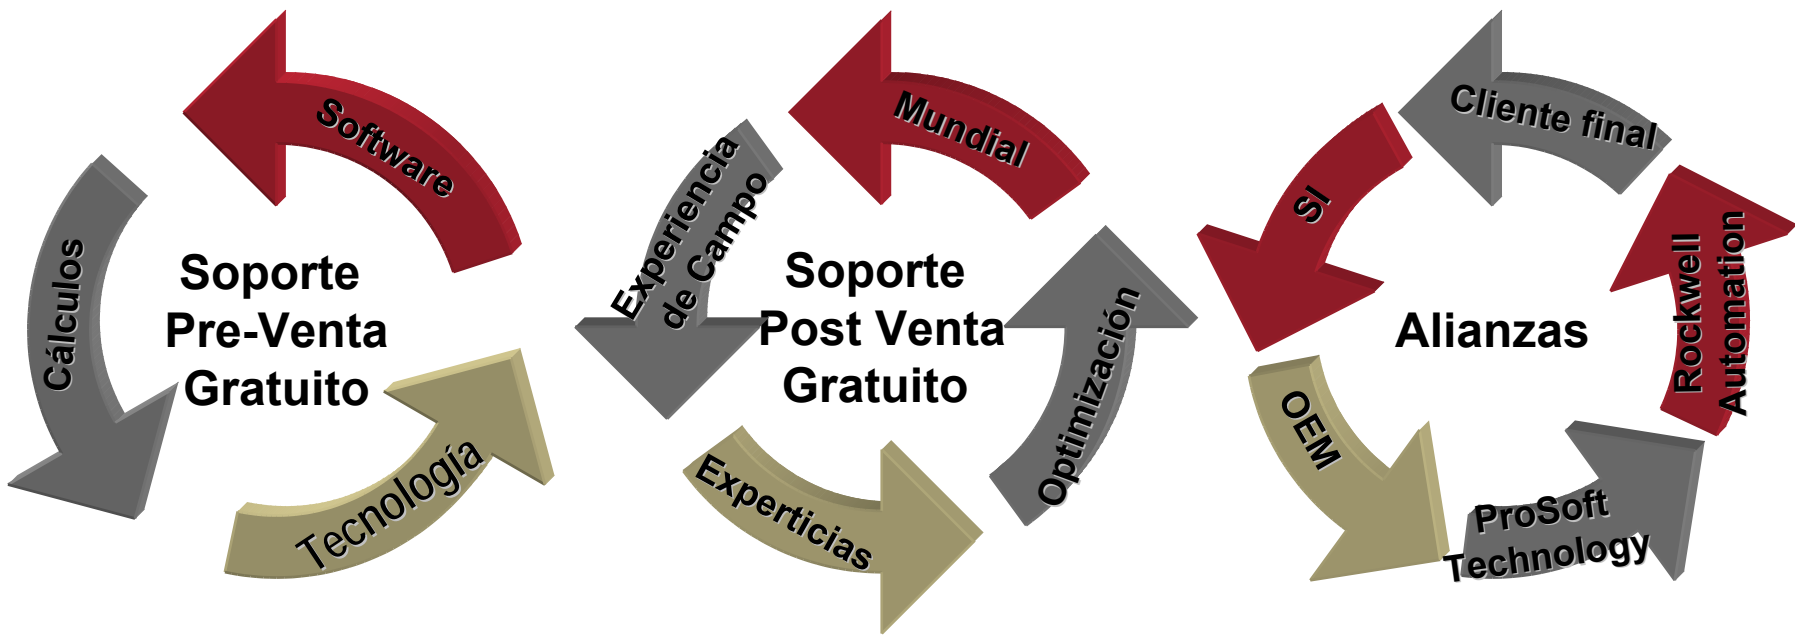 Software
Cálculos
Soporte
Pre-Venta
Gratuito
Tecnología
Mundial
Experiencia
de Campo
Soporte
Post Venta
Gratuito
Optimización
Experticias
Cliente final
SI
Rockwell
Automation
Alianzas
OEM
ProSoft
Technology